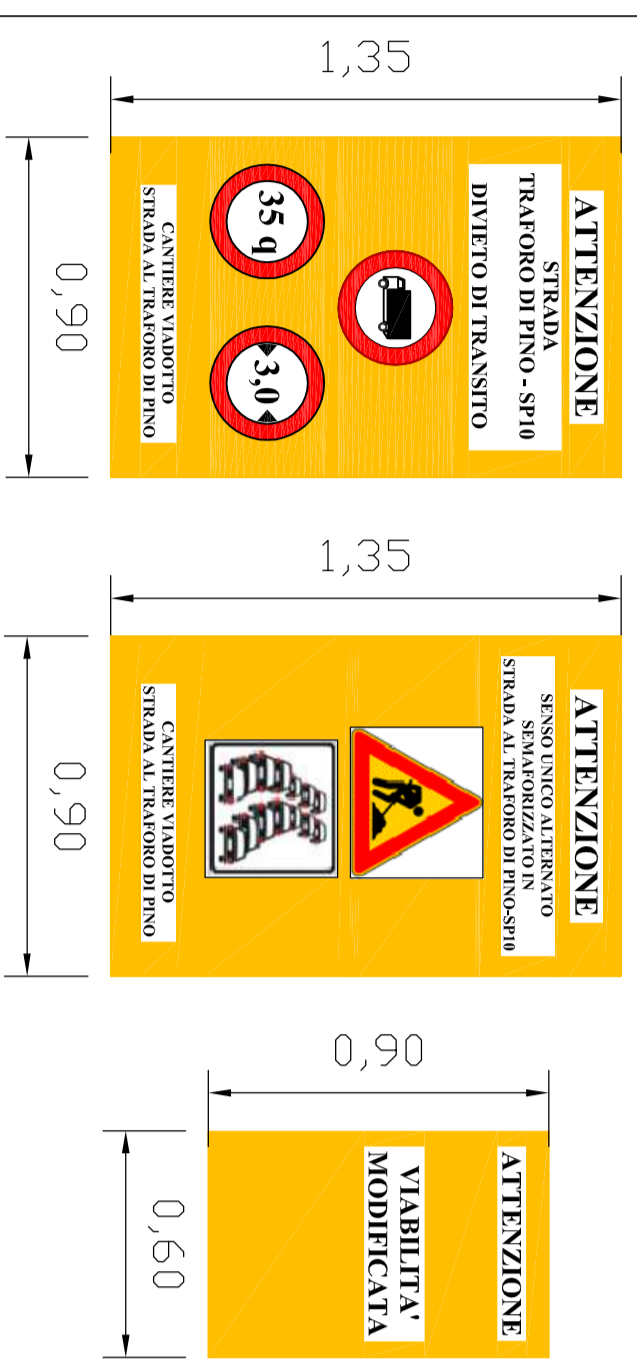 1,35
ATTENZIONE
STRADA
TRAFORO DI PINO - SP10
DIVIETO DI TRANSITO
35 q
3,0
CANTIERE VIADOTTO
STRADA AL TRAFORO DI PINO
0,90
1,35
ATTENZIONE
SENSO UNICO ALTERNATO
SEMAFORIZZATO IN
STRADA AL TRAFORO DI PINO-SP10
CANTIERE VIADOTTO
STRADA AL TRAFORO DI PINO
0,90
0,90
ATTENZIONE
VIABILITA'
MODIFICATA
0,60